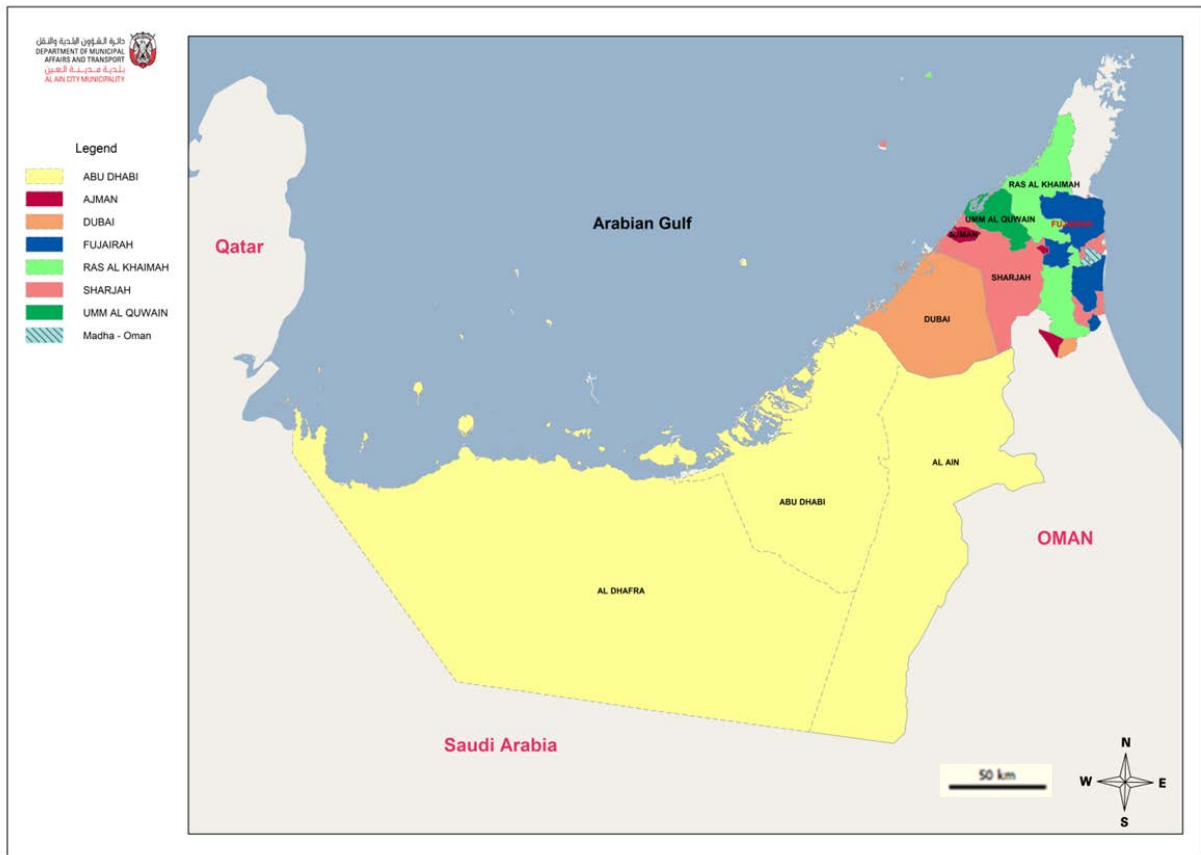 دائرة الشؤون البلدية والنقل
DEPARTMENT OF MUNICIPAL
AFFAIRS AND TRANSPORT
بلدية مدينة العين
AL AIN CITY MUNICIPALITY
Legend
ABU DHABI
AJMAN
DUBAI
FUJAIRAH
RAS AL KHAIMAH
SHARJAH
UMM AL QUWAIN
Madha - Oman
RAS AL KHAIMAH
Arabian Gulf
UMM AL QUWAIN
FUJAIRAH
AJMAN
Qatar
SHARJAH
DUBAI
AL AIN
ABU DHABI
OMAN
AL DHAFRA
Saudi Arabia
50 km
N
W
E
S